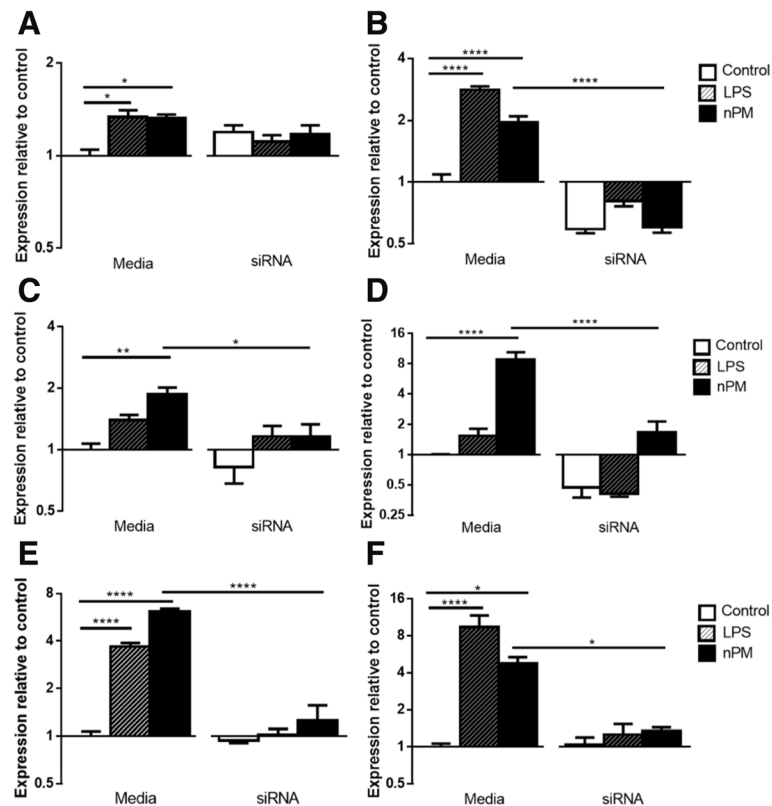 A
Expression relative to control
2
1
0.5
*
*
Media
siRNA
B
Expression relative to control
4
2
1
0.5
****
****
****
Media
siRNA
Control
LPS
nPM
C
Expression relative to control
4
2
1
0.5
**
*
Media
siRNA
D
Expression relative to control
16
8
4
2
1
0.5
0.25
****
****
Media
siRNA
Control
LPS
nPM
E
Expression relative to control
8
4
2
1
0.5
****
****
****
Media
siRNA
F
Expression relative to control
16
8
4
2
1
0.5
*
****
*
Media
siRNA
Control
LPS
nPM